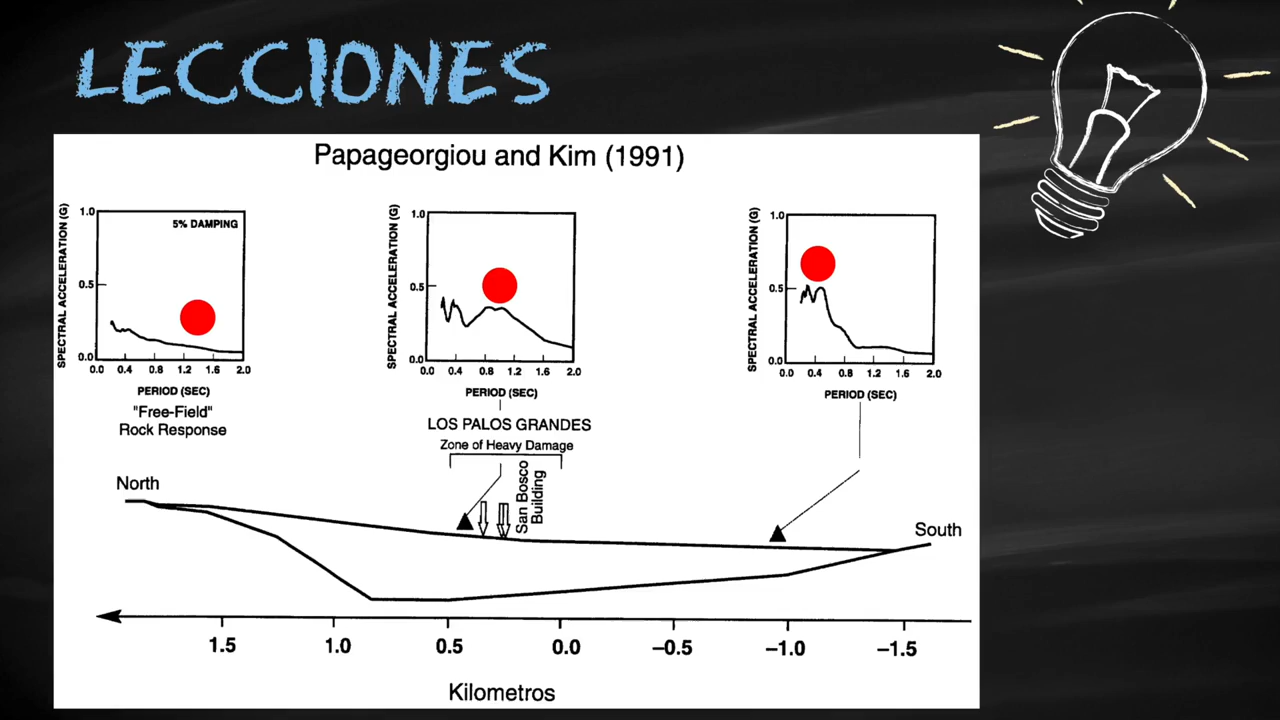 LECCIONES
Papageorgiou and Kim (1991)
SPECTRAL ACCELERATION (G)
1.0
0.5
0.0
5% DAMPING
0.0 0.4 0.8 1.2 1.6 2.0
PERIOD (SEC)
"Free-Field"
Rock Response
SPECTRAL ACCELERATION (G)
1.0
0.5
0.0
0.0 0.4 0.8 1.2 1.6 2.0
PERIOD (SEC)
LOS PALOS GRANDES
Zone of Heavy Damage
SPECTRAL ACCELERATION (G)
1.0
0.5
0.0
0.0 0.4 0.8 1.2 1.6 2.0
PERIOD (SEC)
San Bosco
Building
North
South
1.5 1.0 0.5 0.0 –0.5 –1.0 –1.5
Kilometros